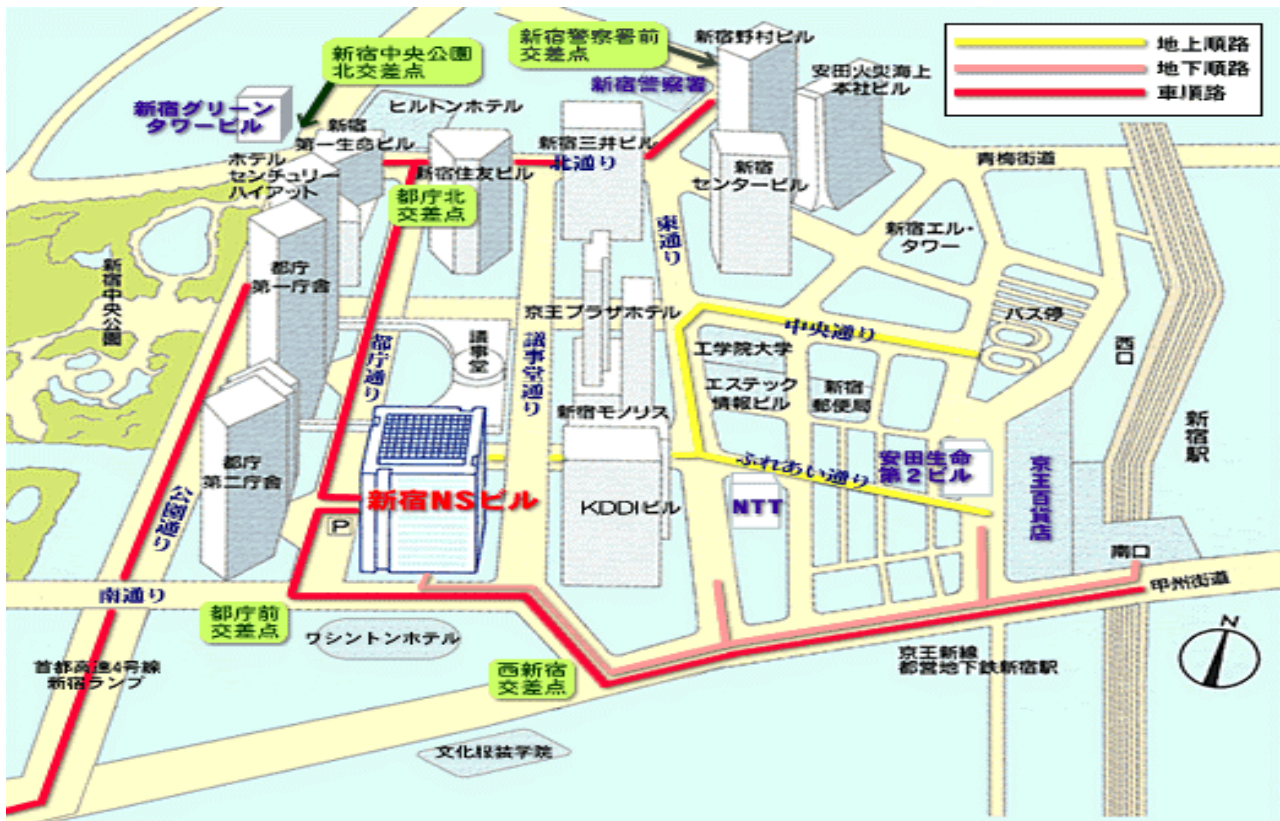 新宿中央公園
北交差点
新宿警察署前
交差点
新宿野村ビル
安田火災海上
本社ビル
地上順路
地下順路
車順路
新宿警察署
新宿グリーン
タワービル
ヒルトンホテル
新宿
第一生命ビル
新宿三井ビル
北通り
ホテル
センチュリー
ハイアット
新宿住友ビル
新宿
センタービル
青梅街道
都庁北
交差点
東通り
新宿エル・
タワー
新宿中央公園
都庁
第一庁舎
京王プラザホテル
中央通り
バス停
都庁通り
議事堂
議事堂通り
工学院大学
西口
エステック
情報ビル
新宿
郵便局
新宿モノリス
新宿駅
都庁
第二庁舎
ふれあい通り
安田生命
第2ビル
京王百貨店
新宿NSビル
KDDIビル
NTT
公園通り
P
南口
南通り
甲州街道
都庁前
交差点
ワシントンホテル
N
首都高速4号線
新宿ランプ
西新宿
交差点
京王新線
都営地下鉄新宿駅
文化服装学院